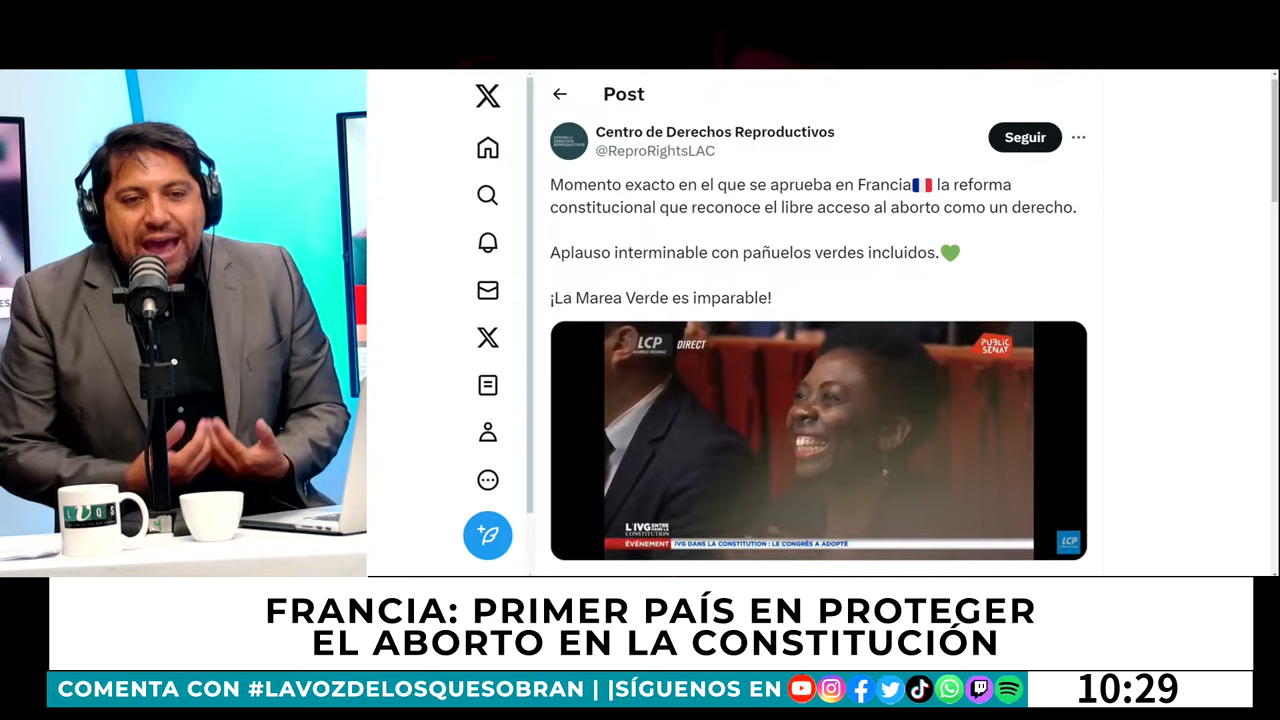 Post
Centro de Derechos Reproductivos
@ReproRightsLAC
Seguir
Momento exacto en el que se aprueba en Francia🇫🇷 la reforma
constitucional que reconoce el libre acceso al aborto como un derecho.
Aplauso interminable con pañuelos verdes incluidos.💚
¡La Marea Verde es imparable!
LCP
DIRECT
PUBLIC
SÉNAT
L'IVG ENTRE
DANS LA
CONSTITUTION
ÉVÉNEMENT
IVG DANS LA CONSTITUTION : LE CONGRÈS A ADOPTÉ
LCP
FRANCIA: PRIMER PAÍS EN PROTEGER
EL ABORTO EN LA CONSTITUCIÓN
COMENTA CON #LAVOZDELOSQUESOBRAN | |SÍGUENOS EN
10:29